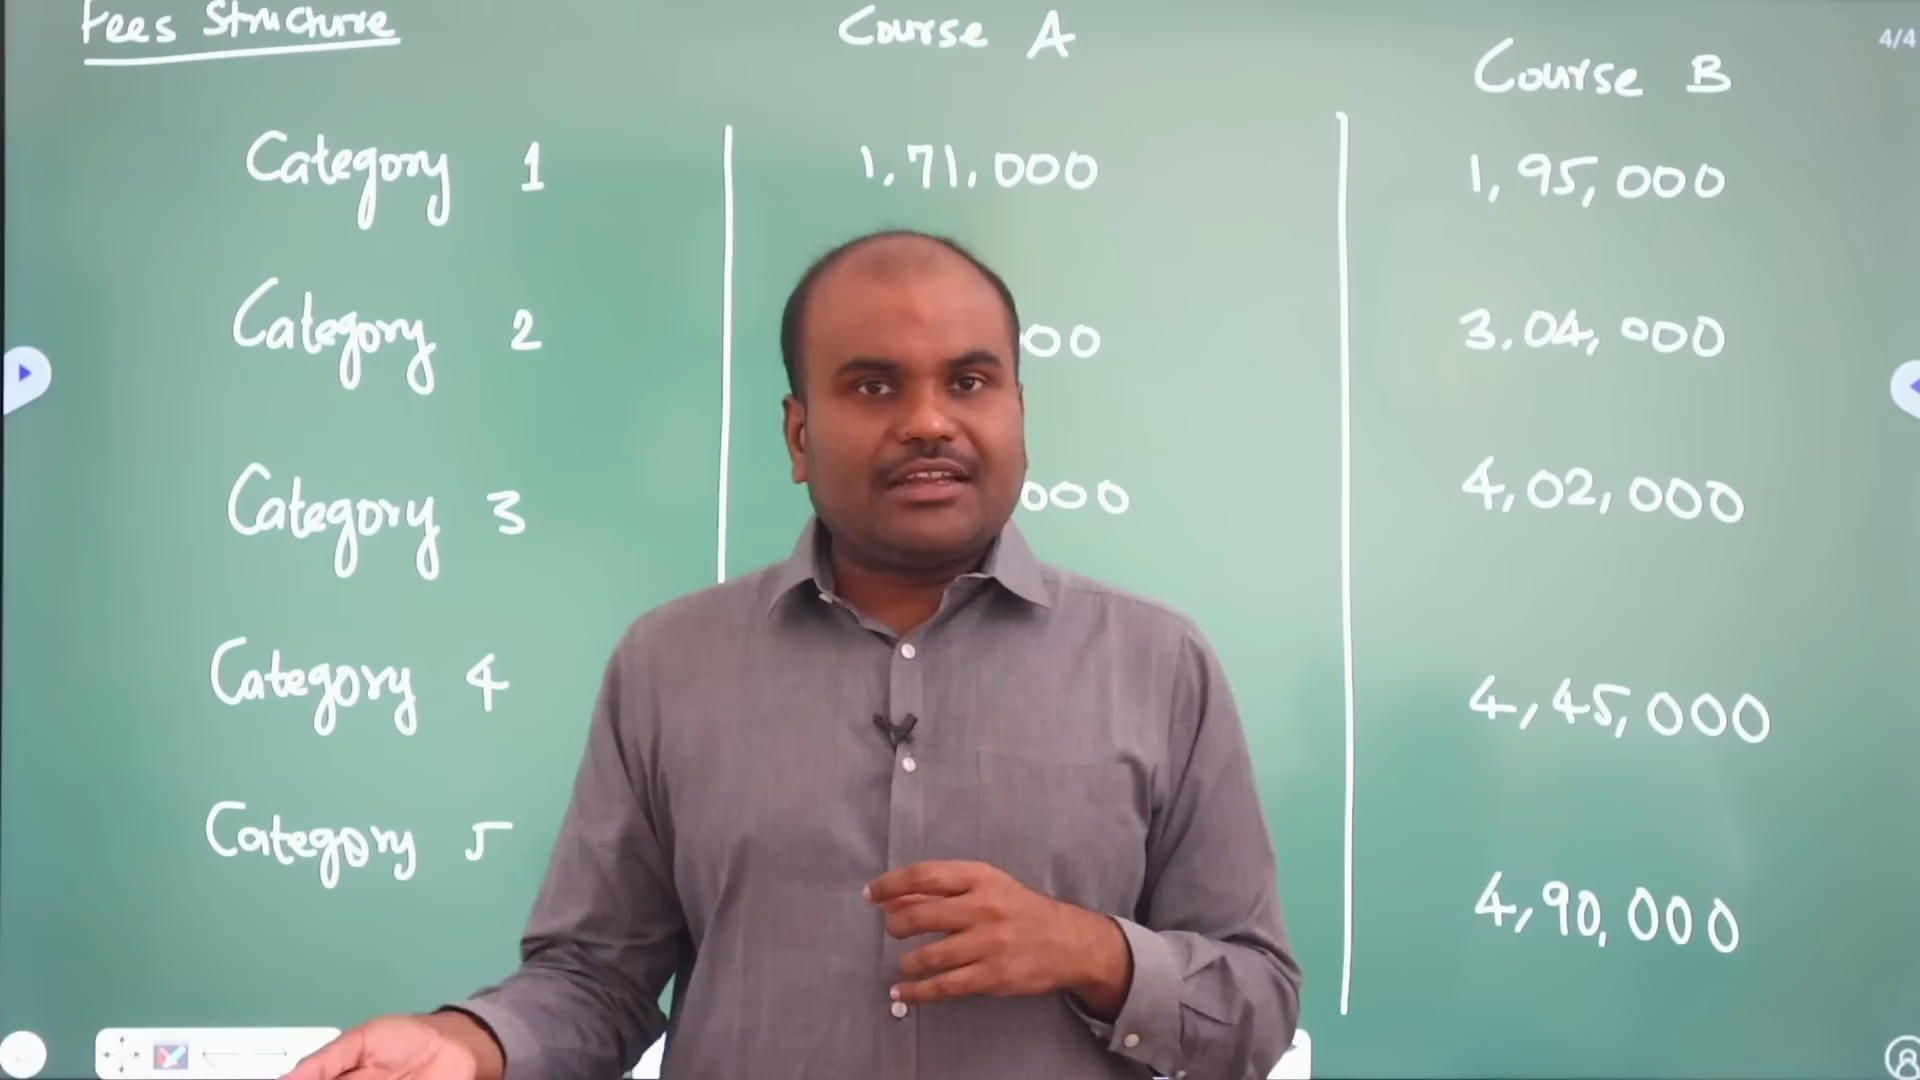 Fees Structure Course A Course B
4/4
Category 1 1,71,000 1,95,000
Category 2 3.04,000
Category 3 4,02,000
Category 4 4,45,000
Category 5 4,90,000